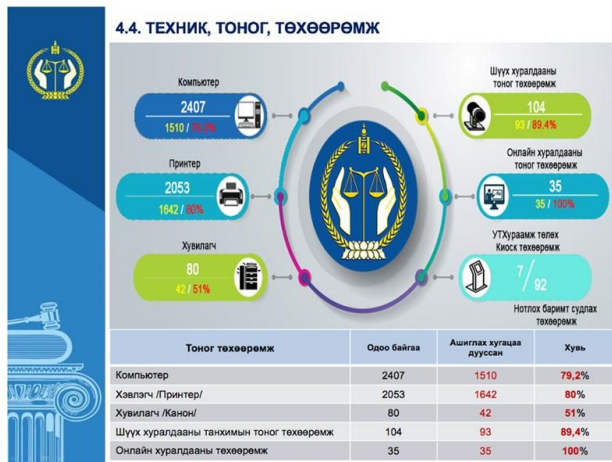 4.4. ТЕХНИК, ТОНОГ, ТӨХӨӨРӨМЖ
Компьютер
2407
1510 /
Принтер
2053
1642 / 80%
Хувилагч
80
42 / 51%
Шүүх хуралдааны
тоног төхөөрөмж
104
93 / 89.4%
Онлайн хуралдааны
тоног төхөөрөмж
35
35 / 100%
УТХураамж төлөх
Киоск төхөөрөмж
7 / 92
Нотлох баримт судлах
төхөөрөмж
Тоног төхөөрөмж Одоо байгаа Ашиглах хугацаа дууссан Хувь
Компьютер 2407 1510 79,2%
Хэвлэгч /Принтер/ 2053 1642 80%
Хувилагч /Канон/ 80 42 51%
Шүүх хуралдааны танхимын тоног төхөөрөмж 104 93 89,4%
Онлайн хуралдааны төхөөрөмж 35 35 100%